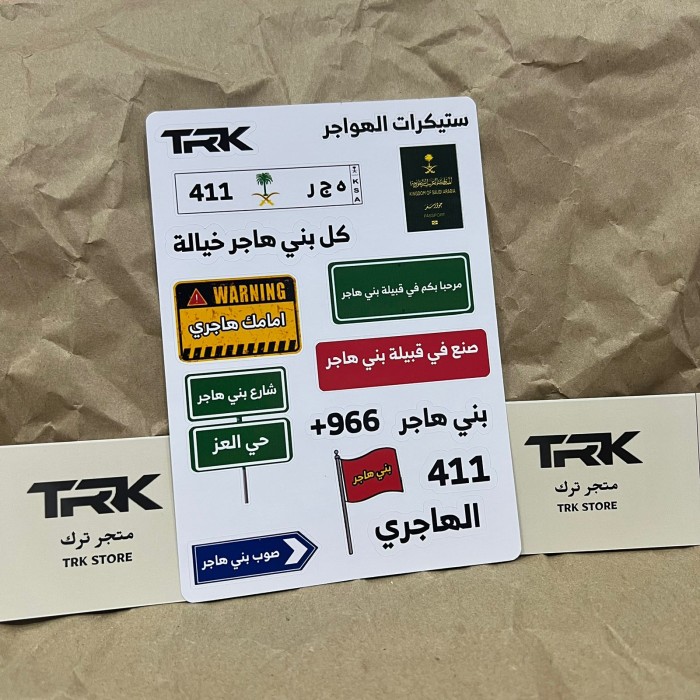 TRK
ستيكرات الهواجر
411
ه ج ر
K S A
KINGDOM OF SAUDI ARABIA
PASSPORT
كل بني هاجر خيالة
WARNING
امامك هاجري
مرحبا بكم في قبيلة بني هاجر
صنع في قبيلة بني هاجر
شارع بني هاجر
حي العز
بني هاجر
+966
بني هاجر
411
الهاجري
صوب بني هاجر
TRK
متجر ترك
TRK STORE
TRK
متجر ترك
TRK STORE